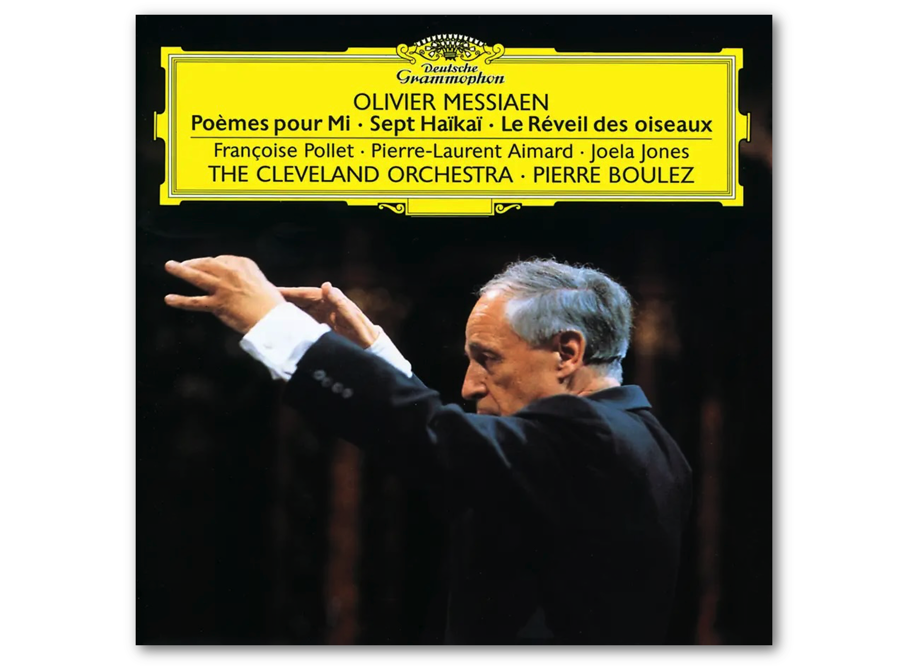 Deutsche
Grammophon
OLIVIER MESSIAEN
Poèmes pour Mi · Sept Haïkaï · Le Réveil des oiseaux
Françoise Pollet · Pierre-Laurent Aimard · Joela Jones
THE CLEVELAND ORCHESTRA · PIERRE BOULEZ